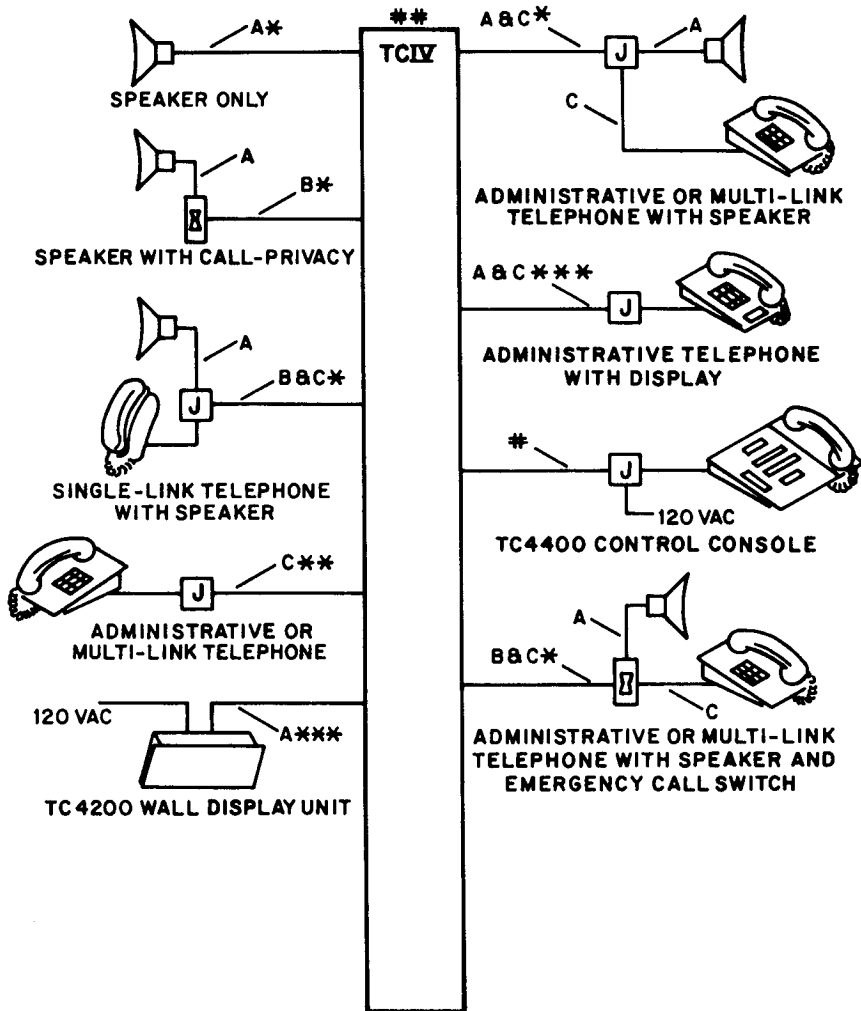 ##
TCIV
A*
SPEAKER ONLY
A
B*
SPEAKER WITH CALL-PRIVACY
A
J
B&C*
SINGLE-LINK TELEPHONE
WITH SPEAKER
C**
J
ADMINISTRATIVE OR
MULTI-LINK TELEPHONE
120 VAC
A***
TC4200 WALL DISPLAY UNIT
A&C*
J
A
C
ADMINISTRATIVE OR MULTI-LINK
TELEPHONE WITH SPEAKER
A&C***
J
ADMINISTRATIVE TELEPHONE
WITH DISPLAY
#
J
120 VAC
TC4400 CONTROL CONSOLE
A
B&C*
C
ADMINISTRATIVE OR MULTI-LINK
TELEPHONE WITH SPEAKER AND
EMERGENCY CALL SWITCH